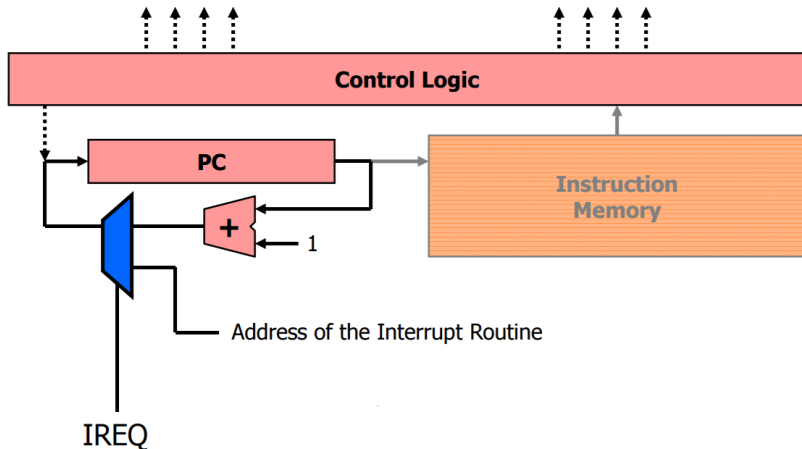 Control Logic
PC
Instruction
Memory
+
1
Address of the Interrupt Routine
IREQ